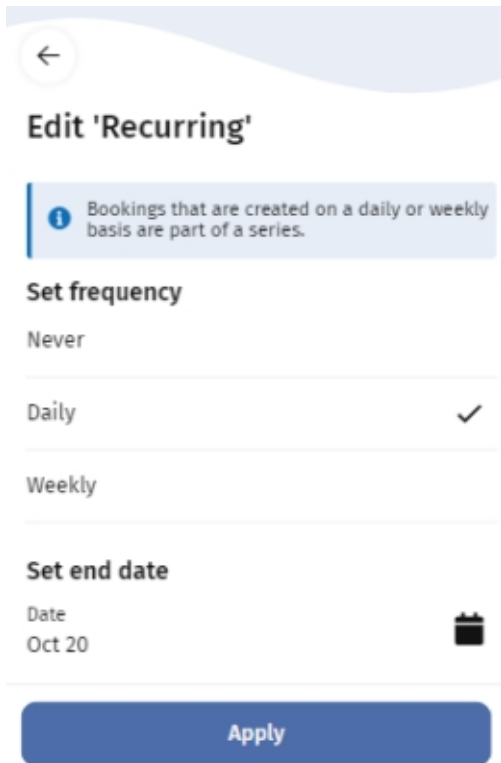 Edit 'Recurring'
Bookings that are created on a daily or weekly
basis are part of a series.
Set frequency
Never
Daily
Weekly
Set end date
Date
Oct 20
Apply